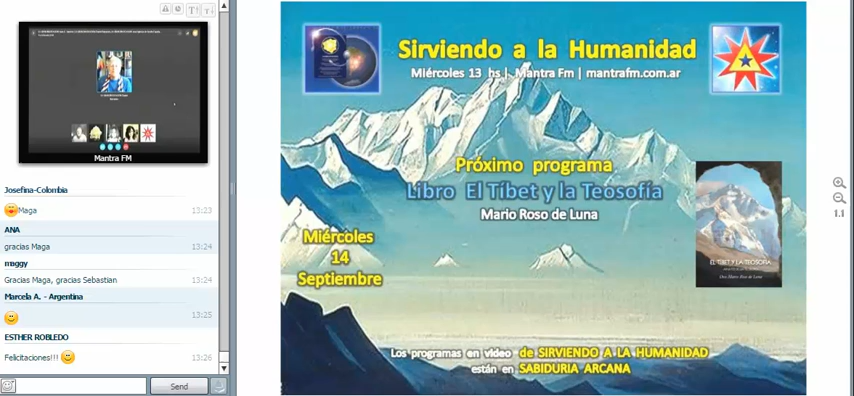 Mantra FM
Josefina-Colombia
Maga
13:23
ANA
gracias Maga
13:24
maggy
Gracias Maga, gracias Sebastian
13:24
Marcela A. - Argentina
13:25
ESTHER ROBLEDO
Felicitaciones!!!
13:26
Send
Sirviendo a la Humanidad
Miércoles 13 hs | Mantra Fm | mantrafm.com.ar
Próximo programa
Libro El Tíbet y la Teosofía
Mario Roso de Luna
Miércoles
14
Septiembre
EL TÍBET Y LA TEOSOFÍA
Los programas en video de SIRVIENDO A LA HUMANIDAD
están en SABIDURIA ARCANA
1.1